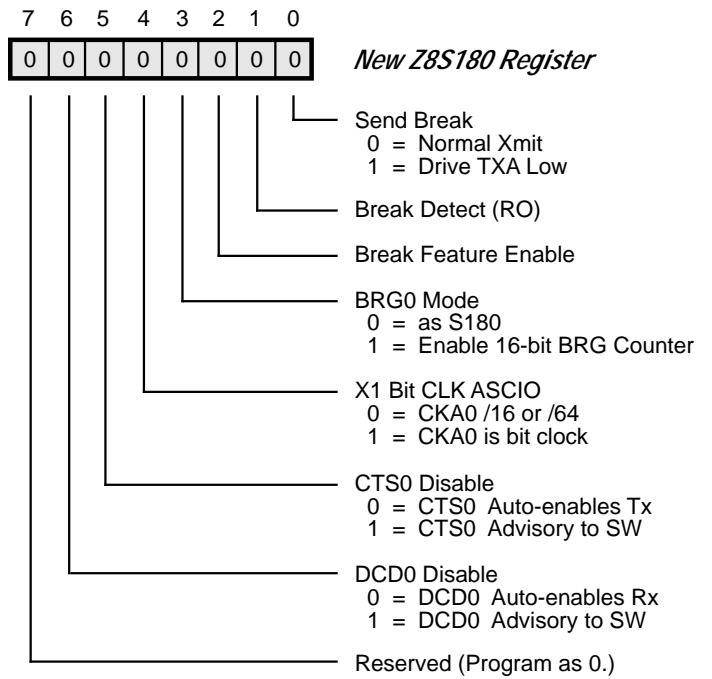 7 6 5 4 3 2 1 0
0 0 0 0 0 0 0 0
New Z8S180 Register
Send Break
0 = Normal Xmit
1 = Drive TXA Low
Break Detect (RO)
Break Feature Enable
BRG0 Mode
0 = as S180
1 = Enable 16-bit BRG Counter
X1 Bit CLK ASCIO
0 = CKA0 /16 or /64
1 = CKA0 is bit clock
CTS0 Disable
0 = CTS0 Auto-enables Tx
1 = CTS0 Advisory to SW
DCD0 Disable
0 = DCD0 Auto-enables Rx
1 = DCD0 Advisory to SW
Reserved (Program as 0.)